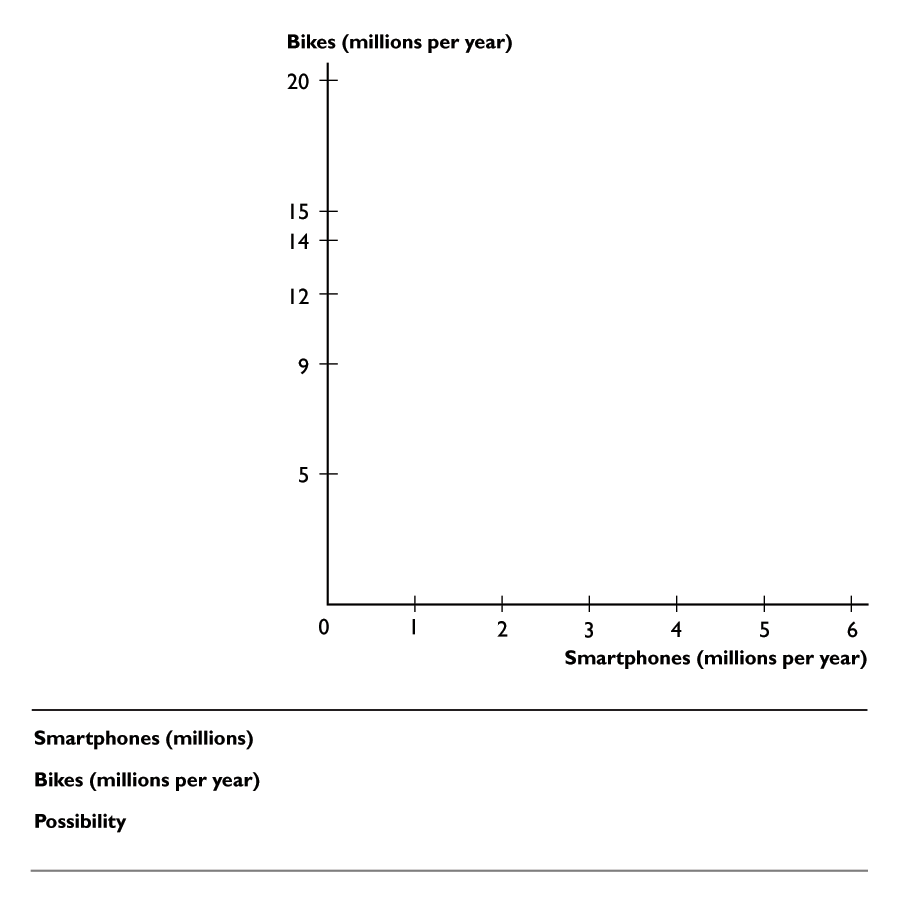 Bikes (millions per year)
20
15
14
12
9
5
0 1 2 3 4 5 6
Smartphones (millions per year)
Smartphones (millions)
Bikes (millions per year)
Possibility